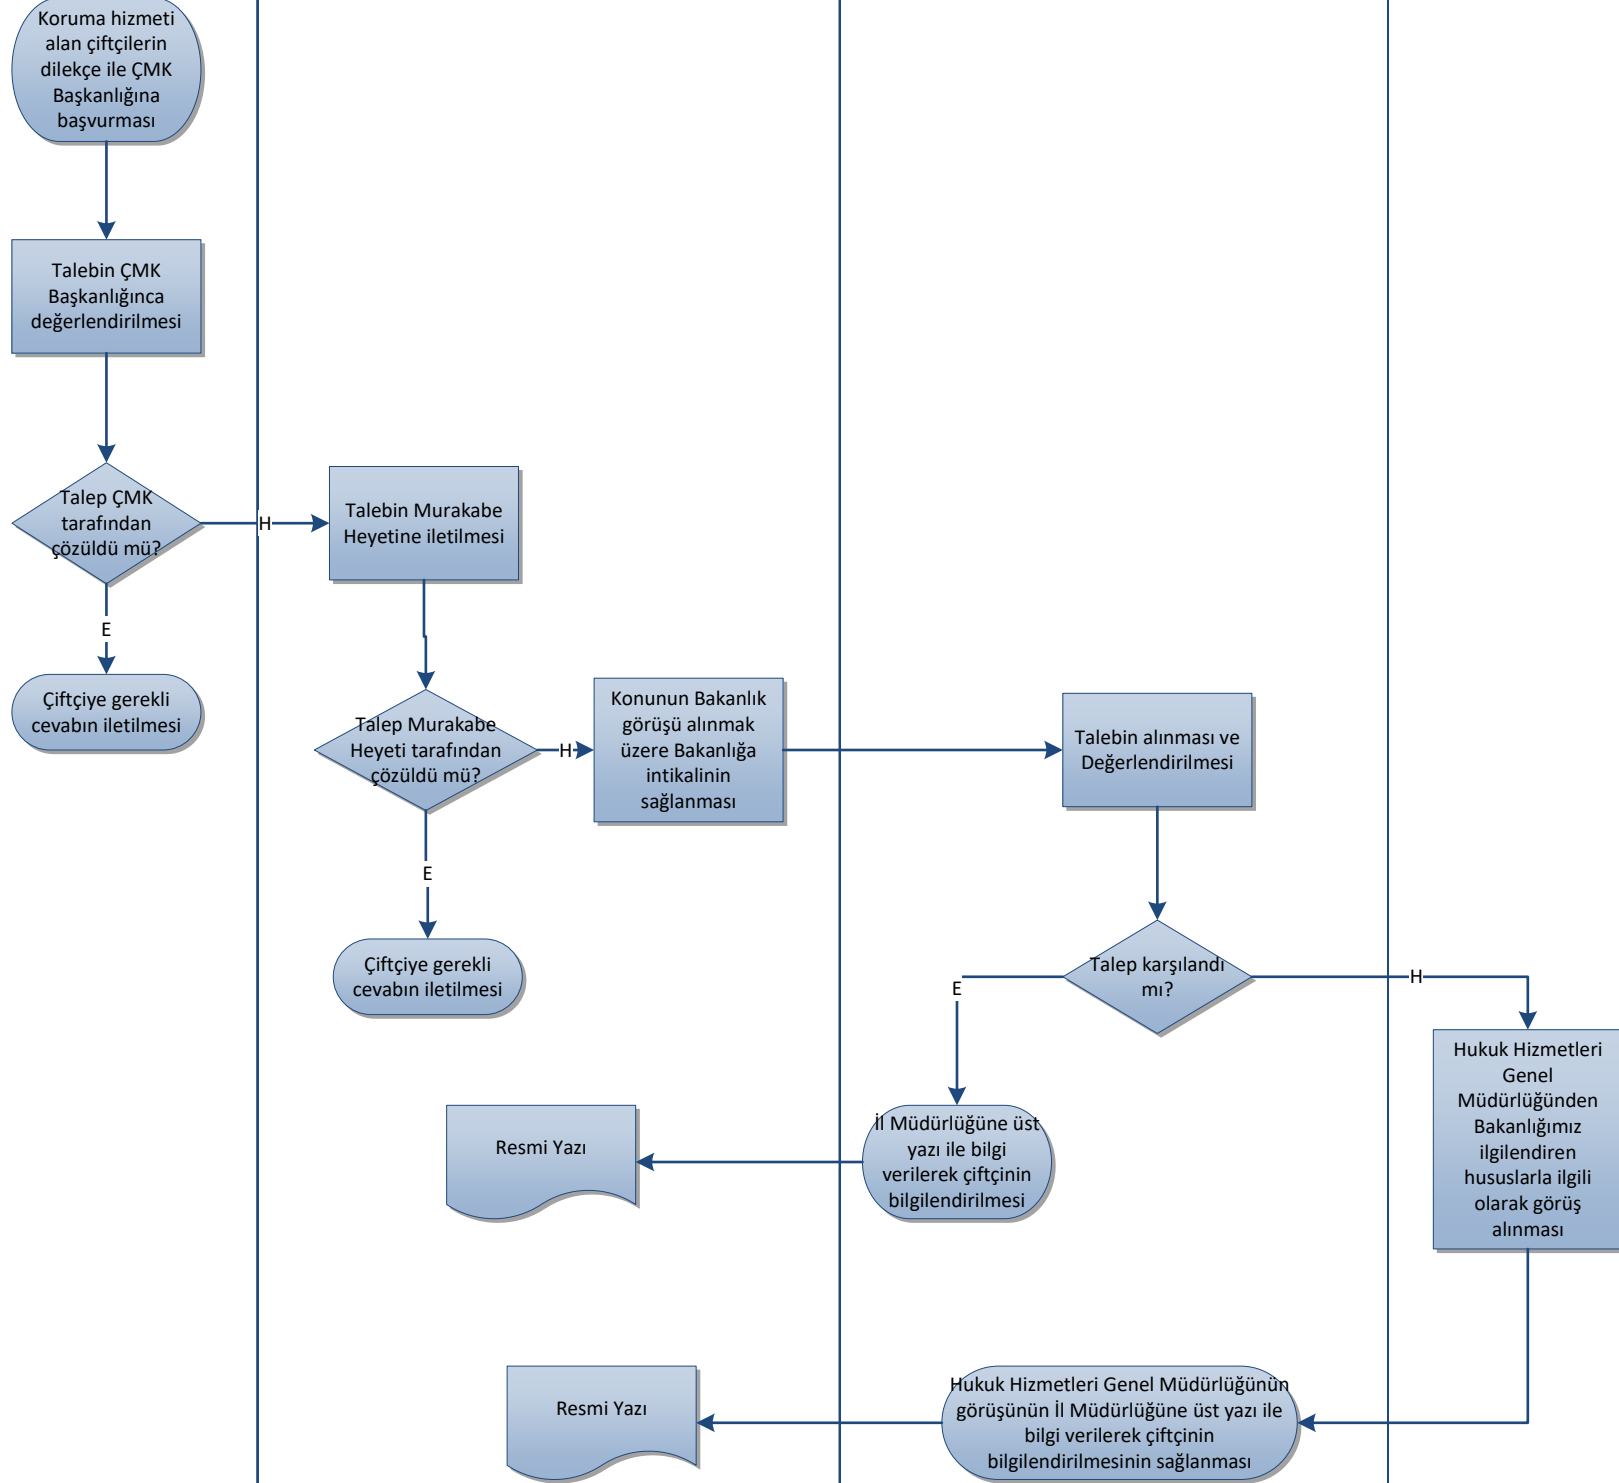 Koruma hizmeti
alan çiftçilerin
dilekçe ile ÇMK
Başkanlığına
başvurması
Talebin ÇMK
Başkanlığınca
değerlendirilmesi
Talep ÇMK
tarafından
çözüldü mü?
H
Talebin Murakabe
Heyetine iletilmesi
E
Çiftçiye gerekli
cevabın iletilmesi
Talep Murakabe
Heyeti tarafından
çözüldü mü?
H
Konunun Bakanlık
görüşü alınmak
üzere Bakanlığa
intikalinin
sağlanması
Talebin alınması ve
Değerlendirilmesi
E
Çiftçiye gerekli
cevabın iletilmesi
Talep karşılandı
mı?
E
H
Hukuk Hizmetleri
Genel
Müdürlüğünden
Bakanlığımız
ilgilendiren
hususlarla ilgili
olarak görüş
alınması
İl Müdürlüğüne üst
yazı ile bilgi
verilerek çiftçinin
bilgilendirilmesi
Resmi Yazı
Hukuk Hizmetleri Genel Müdürlüğünün
görüşünün İl Müdürlüğüne üst yazı ile
bilgi verilerek çiftçinin
bilgilendirilmesinin sağlanması
Resmi Yazı